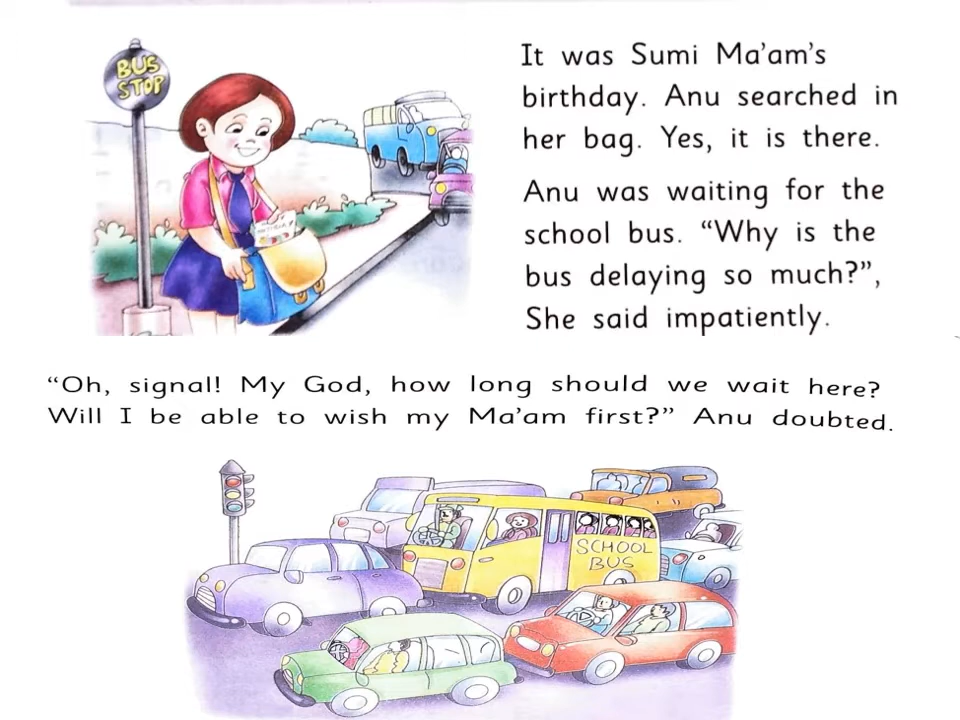 BUS
STOP
It was Sumi Ma’am’s
birthday. Anu searched in
her bag. Yes, it is there.
Anu was waiting for the
school bus. “Why is the
bus delaying so much?”,
She said impatiently.
“Oh, signal! My God, how long should we wait here?
Will I be able to wish my Ma’am first?” Anu doubted.
SCHOOL
BUS